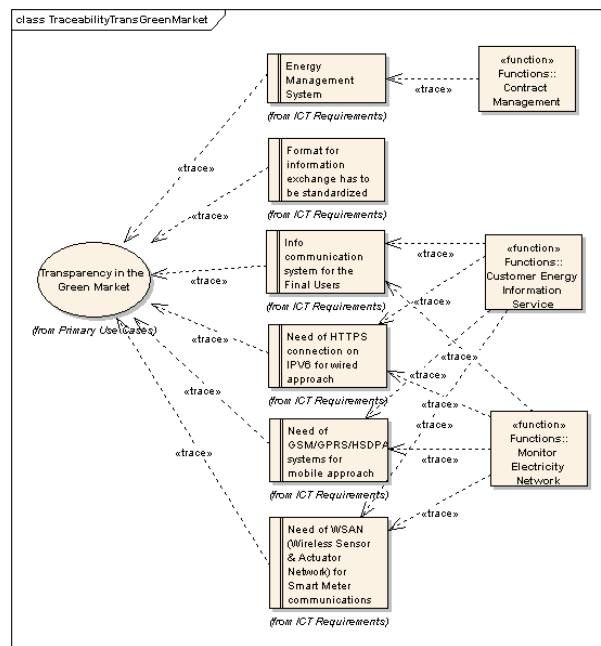 class TraceabilityTransGreenMarket
Energy
Management
System
(from ICT Requirements)
«function»
Functions::
Contract
Management
«trace»
«trace»
Format for
information
exchange has to
be standardized
(from ICT Requirements)
«trace»
Info
communication
system for the
Final Users
(from ICT Requirements)
«function»
Functions::
Customer Energy
Information
Service
«trace»
«trace»
Transparency in the
Green Market
(from Primary Use Cases)
Need of HTTPS
connection on
IPV6 for wired
approach
(from ICT Requirements)
«trace»
«trace»
«trace»
«trace»
Need of
GSM/GPRS/HSDPA
systems for
mobile approach
(from ICT Requirements)
«trace»
«trace»
«trace»
«function»
Functions::
Monitor
Electricity
Network
Need of WSAN
(Wireless Sensor
& Actuator
Network) for
Smart Meter
communications
(from ICT Requirements)
«trace»
«trace»